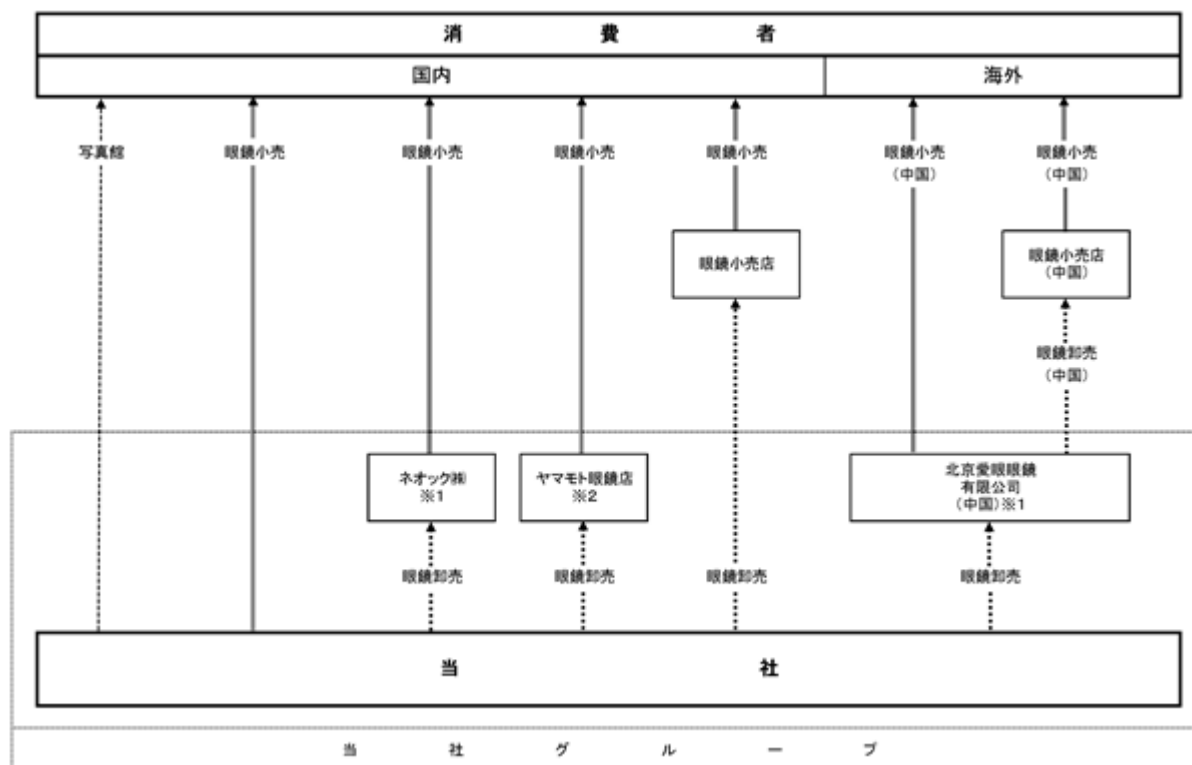 消費者
国内 海外
写真館 眼鏡小売 眼鏡小売 眼鏡小売 眼鏡小売 眼鏡小売 眼鏡小売
(中国) (中国)
眼鏡小売店 眼鏡小売店
(中国)
眼鏡卸売
(中国)
ネオック㈱ ヤマモト眼鏡店 北京愛眼眼鏡
※1 ※2 有限公司
(中国)※1
眼鏡卸売 眼鏡卸売 眼鏡卸売 眼鏡卸売
当社
当社グループ